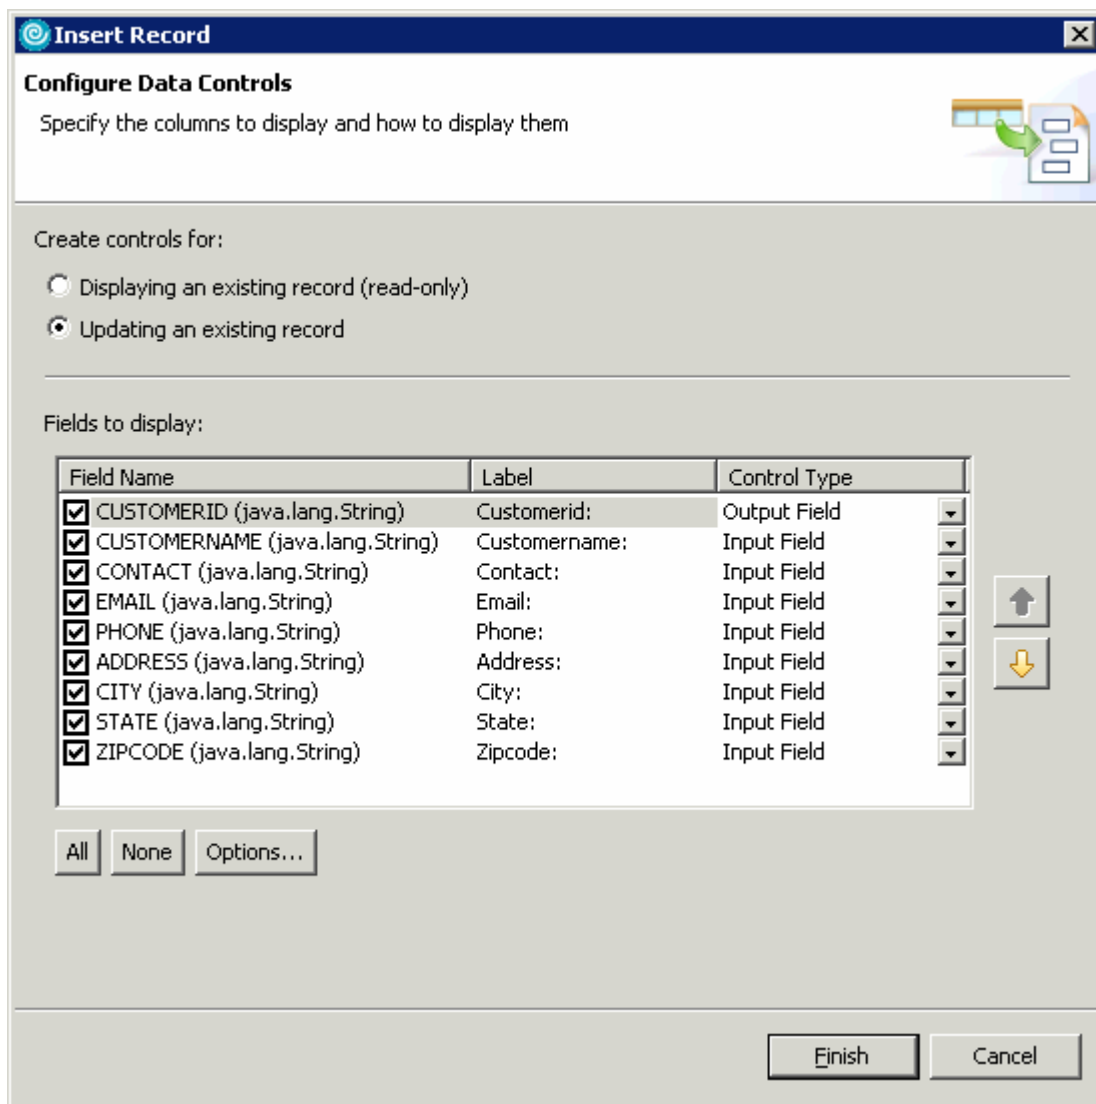 Insert Record
Configure Data Controls
Specify the columns to display and how to display them
Create controls for:
Displaying an existing record (read-only)
Updating an existing record
Fields to display:
Field Name Label Control Type
CUSTOMERID (java.lang.String) Customerid: Output Field
CUSTOMERNAME (java.lang.String) Customername: Input Field
CONTACT (java.lang.String) Contact: Input Field
EMAIL (java.lang.String) Email: Input Field
PHONE (java.lang.String) Phone: Input Field
ADDRESS (java.lang.String) Address: Input Field
CITY (java.lang.String) City: Input Field
STATE (java.lang.String) State: Input Field
ZIPCODE (java.lang.String) Zipcode: Input Field
All None Options...
Finish Cancel